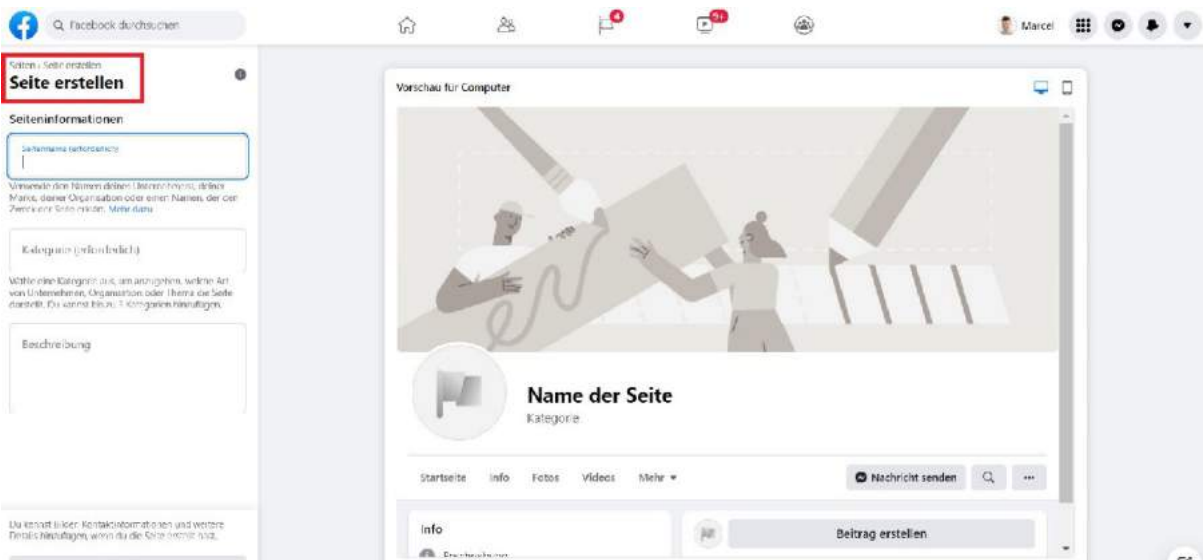 Facebook durchsuchen
4
9+
Marcel
Seiten › Seite erstellen
Seite erstellen
Seiteninformationen
Seitenname (erforderlich)
Verwende den Namen deines Unternehmens, deiner
Marke, deiner Organisation oder einen Namen, der den
Zweck der Seite erklärt. Mehr dazu
Kategorie (erforderlich)
Wähle eine Kategorie aus, um anzugeben, welche Art
von Unternehmen, Organisation oder Thema die Seite
darstellt. Du kannst bis zu 3 Kategorien hinzufügen.
Beschreibung
Du kannst Bilder, Kontaktinformationen und weitere
Details hinzufügen, wenn du die Seite erstellt hast.
Vorschau für Computer
Name der Seite
Kategorie
Startseite Info Fotos Videos Mehr
Nachricht senden
Info
Beschreibung
Beitrag erstellen